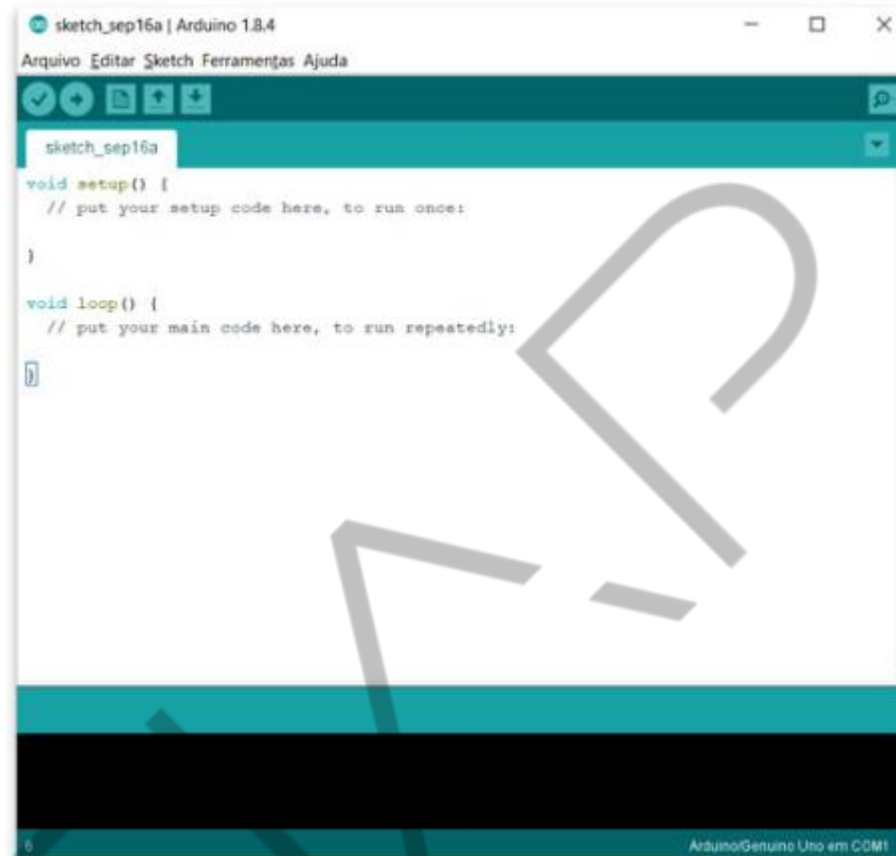 sketch_sep16a | Arduino 1.8.4
Arquivo Editar Sketch Ferramentas Ajuda
sketch_sep16a
void setup() {
// put your setup code here, to run once:
}
void loop() {
// put your main code here, to run repeatedly:
}
6
Arduino/Genuino Uno em COM1